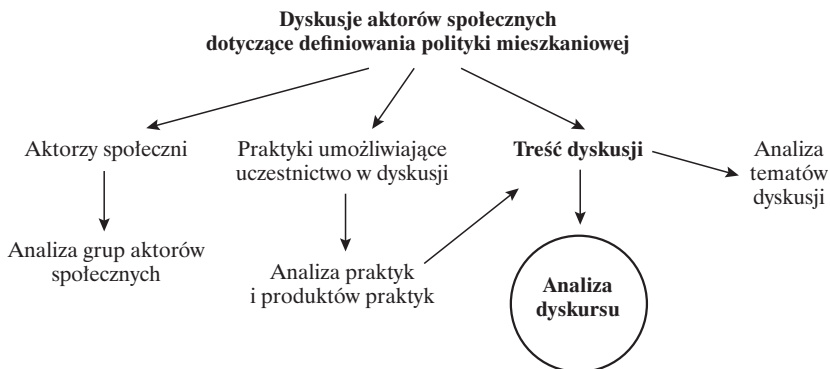 Dyskusje aktorów społecznych
dotyczące definiowania polityki mieszkaniowej
Aktorzy społeczni
Praktyki umożliwiające
uczestnictwo w dyskusji
Treść dyskusji
Analiza
tematów
dyskusji
Analiza grup aktorów
społecznych
Analiza praktyk
i produktów praktyk
Analiza
dyskursu